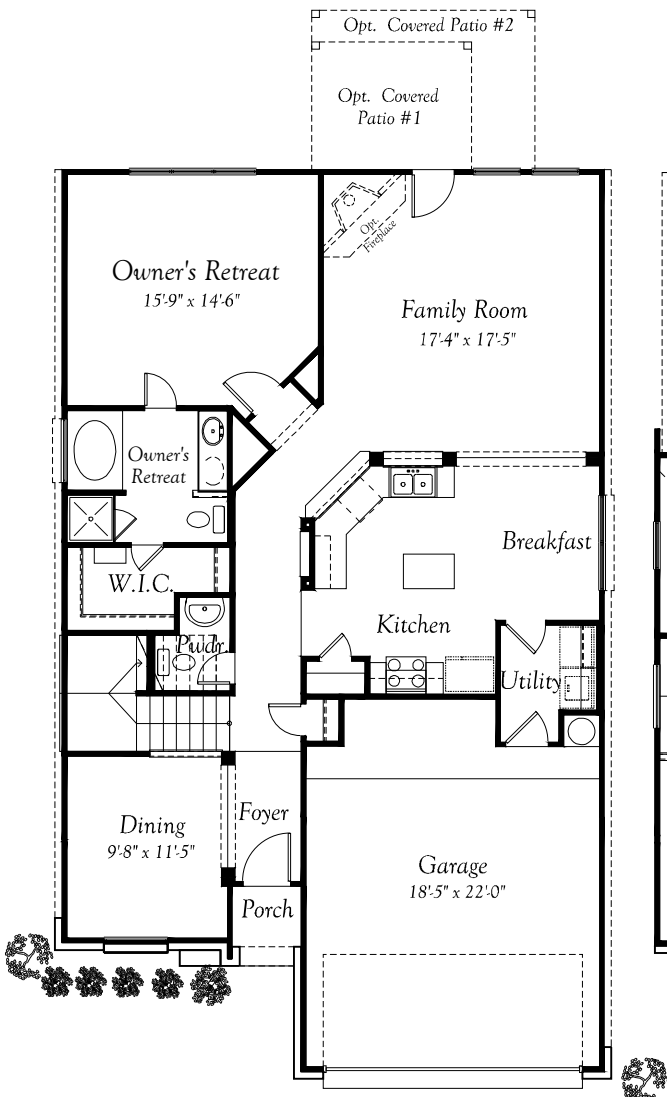 Opt. Covered Patio #2
Opt. Covered
Patio #1
Opt.
Fireplace
Owner's Retreat
15'-9" x 14'-6"
Family Room
17'-4" x 17'-5"
Owner's
Retreat
Breakfast
W.I.C.
Kitchen
Pwdr.
Utility
Foyer
Dining
9'-8" x 11'-5"
Garage
18'-5" x 22'-0"
Porch